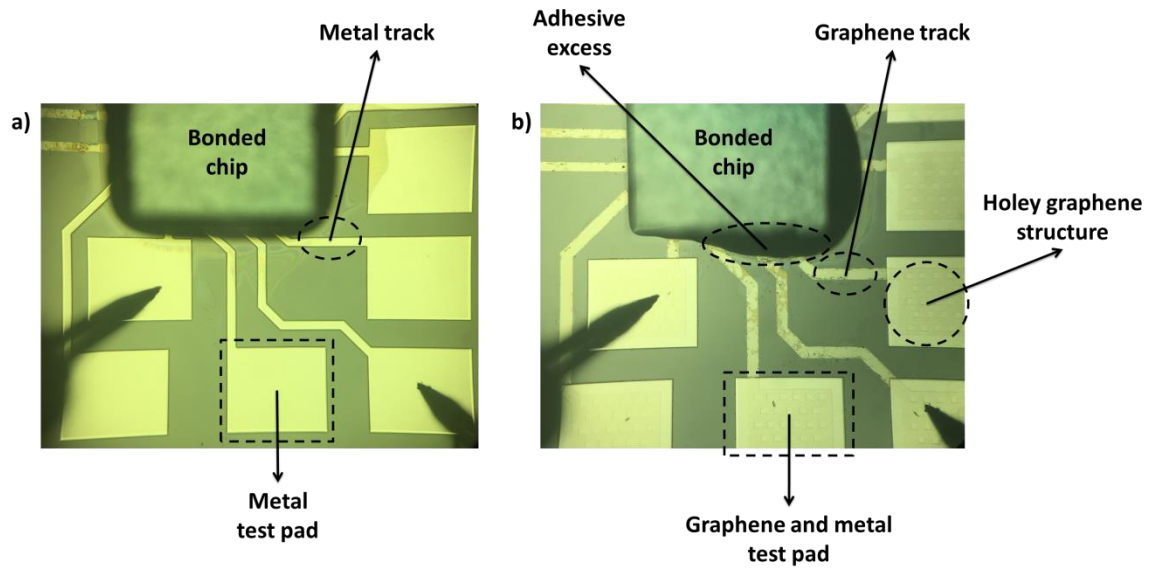 a)
Metal track
Bonded
chip
Metal
test pad
b)
Adhesive
excess
Graphene track
Bonded
chip
Holey graphene
structure
Graphene and metal
test pad